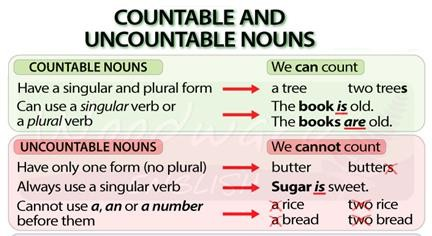 COUNTABLE AND
UNCOUNTABLE NOUNS
COUNTABLE NOUNS We can count
Have a singular and plural form a tree two trees
Can use a singular verb or The book is old.
a plural verb The books are old.
UNCOUNTABLE NOUNS We cannot count
Have only one form (no plural) butter butters
Always use a singular verb Sugar is sweet.
Cannot use a, an or a number a rice two rice
before them a bread two bread